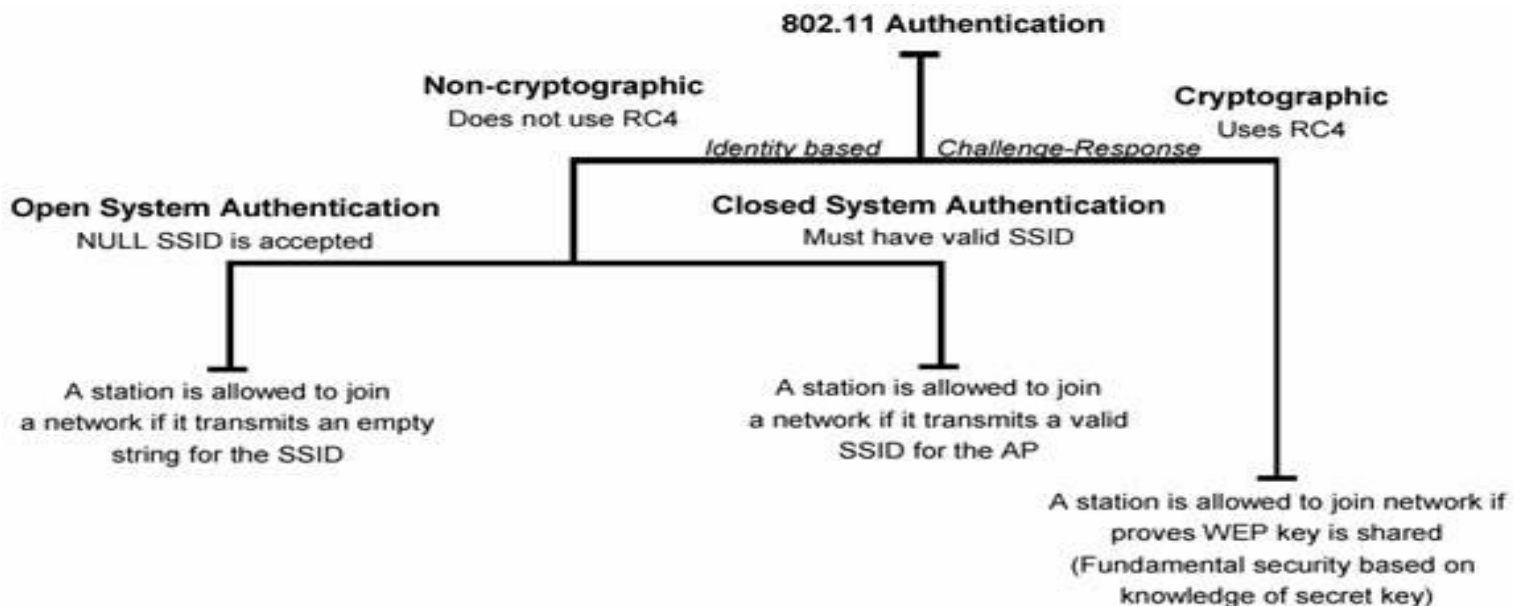 802.11 Authentication
Non-cryptographic
Does not use RC4
Cryptographic
Uses RC4
Identity based
Challenge-Response
Open System Authentication
NULL SSID is accepted
Closed System Authentication
Must have valid SSID
A station is allowed to join
a network if it transmits an empty
string for the SSID
A station is allowed to join
a network if it transmits a valid
SSID for the AP
A station is allowed to join network if
proves WEP key is shared
(Fundamental security based on
knowledge of secret key)